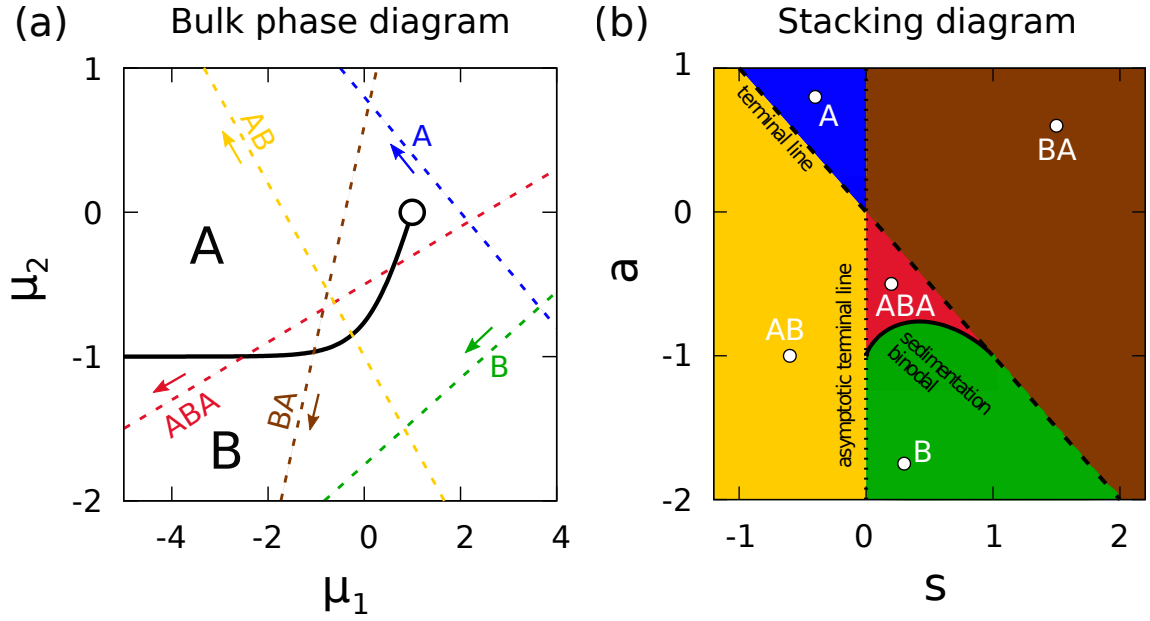 (a) Bulk phase diagram
1
0
-1
-2
-4
-2
0
2
4
μ2
μ1
AB
A
A
B
ABA
BA
B
(b) Stacking diagram
1
0
-1
-2
-1
0
1
2
a
s
terminal line
A
BA
asymptotic terminal line
AB
ABA
sedimentation
binodal
B